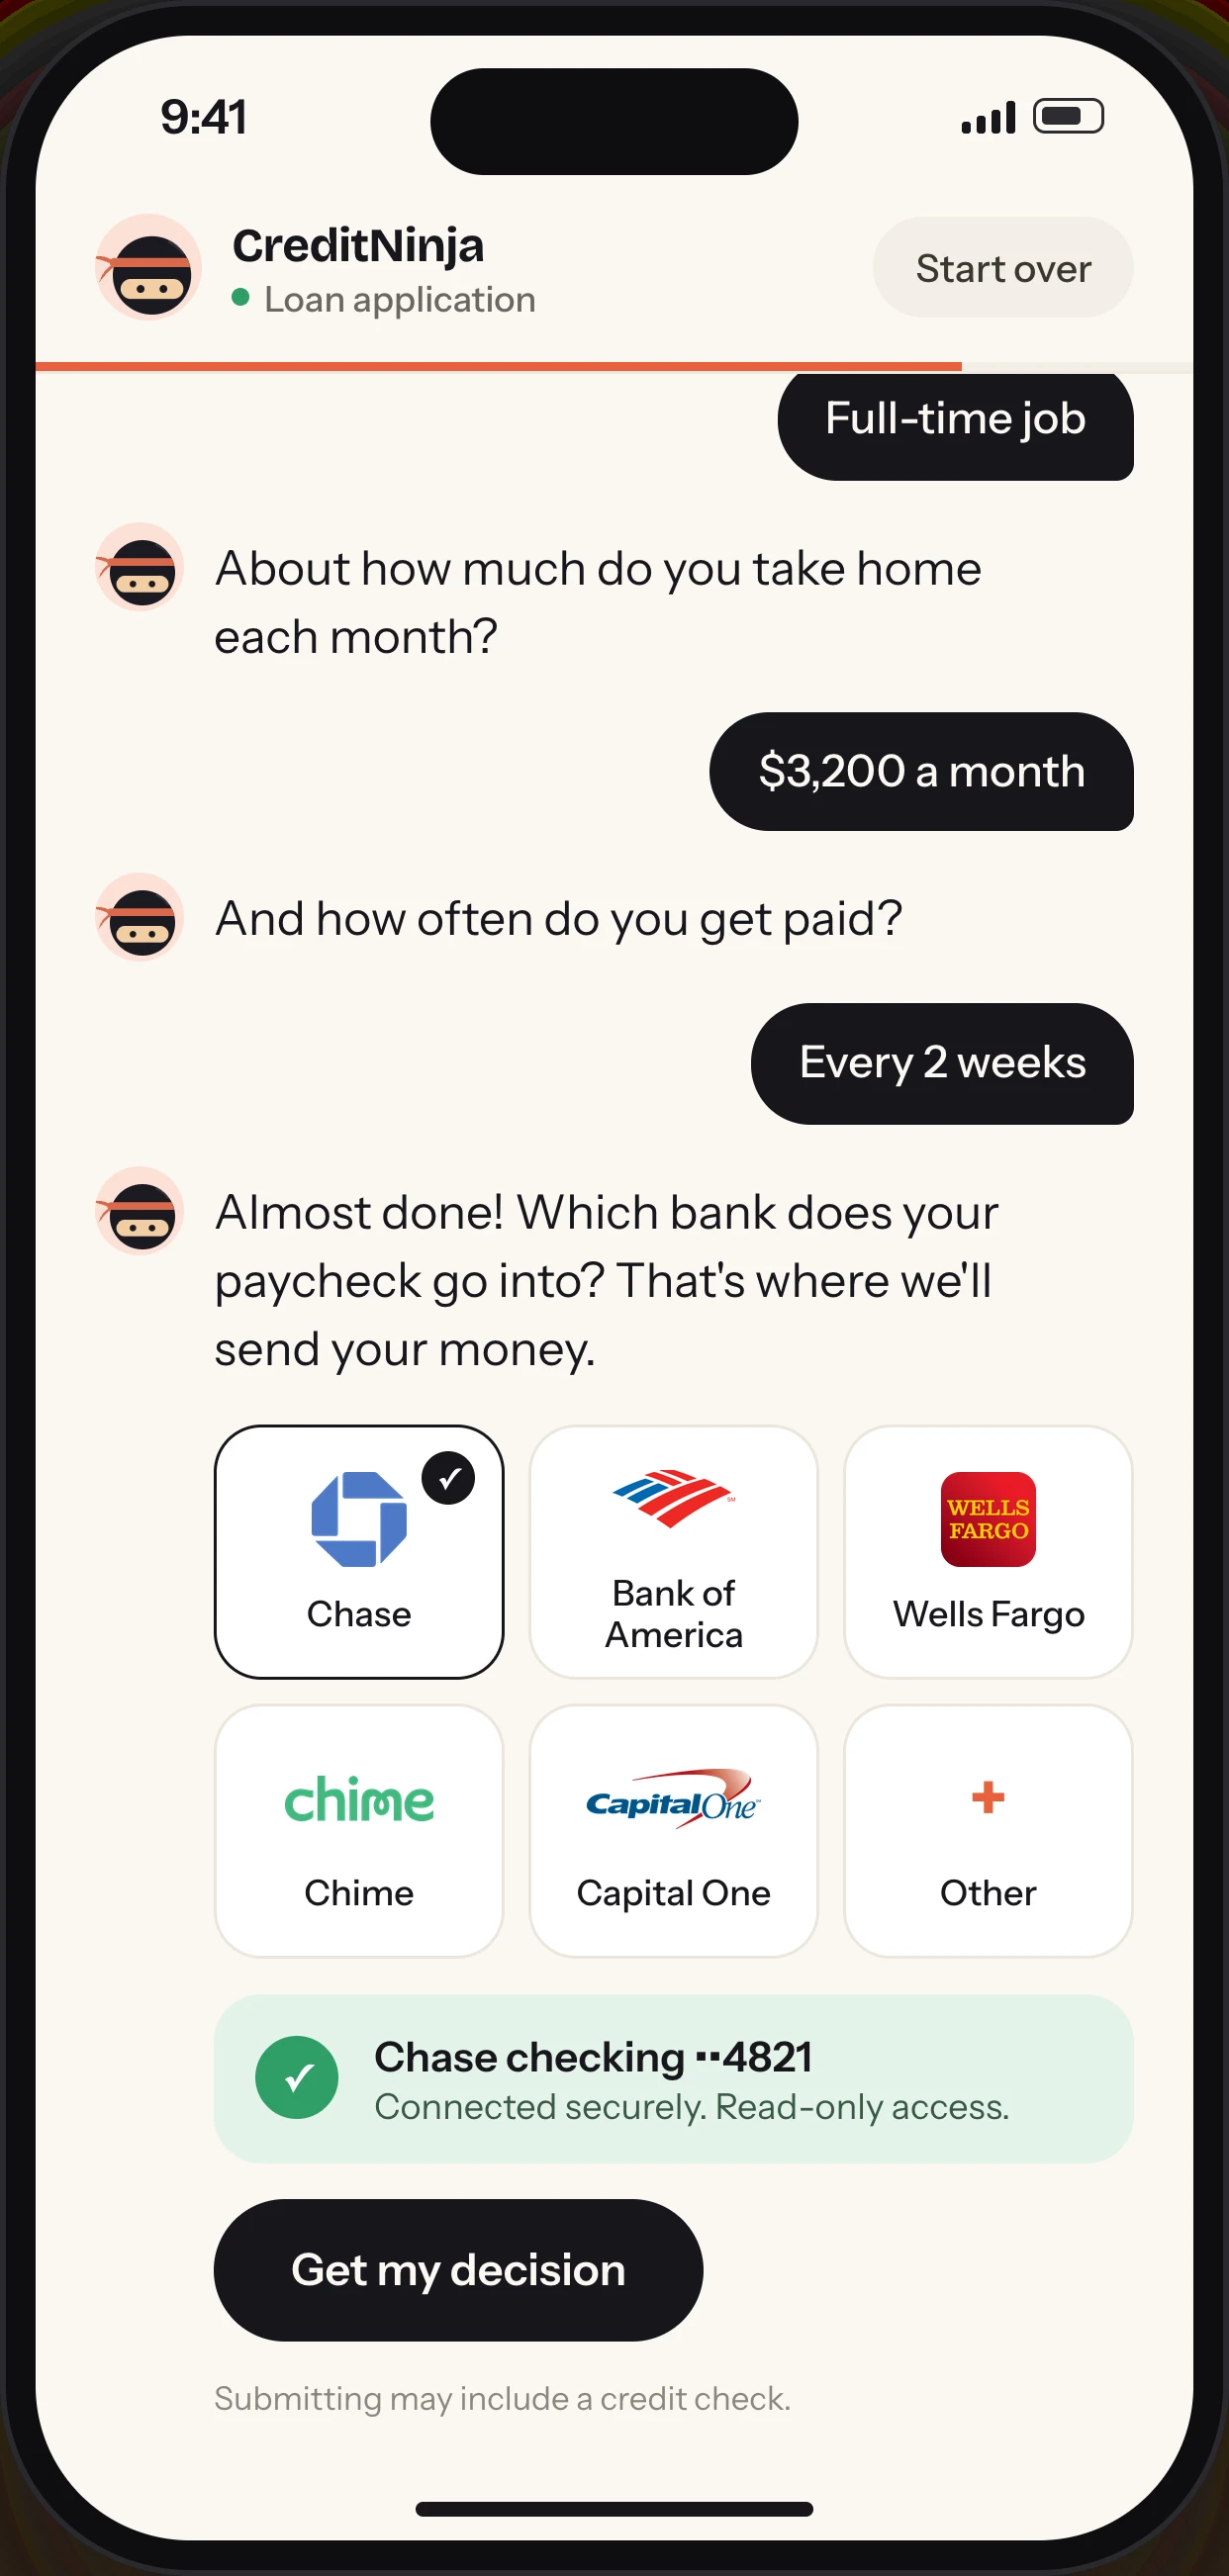 9:41
CreditNinja
Loan application
Start over
Full-time job
About how much do you take home
each month?
$3,200 a month
And how often do you get paid?
Every 2 weeks
Almost done! Which bank does your
paycheck go into? That's where we'll
send your money.
Chase
SM
Bank of
America
WELLS
FARGO
Wells Fargo
chime
Chime
CapitalOne™
Capital One
Other
Chase checking ··4821
Connected securely. Read-only access.
Get my decision
Submitting may include a credit check.